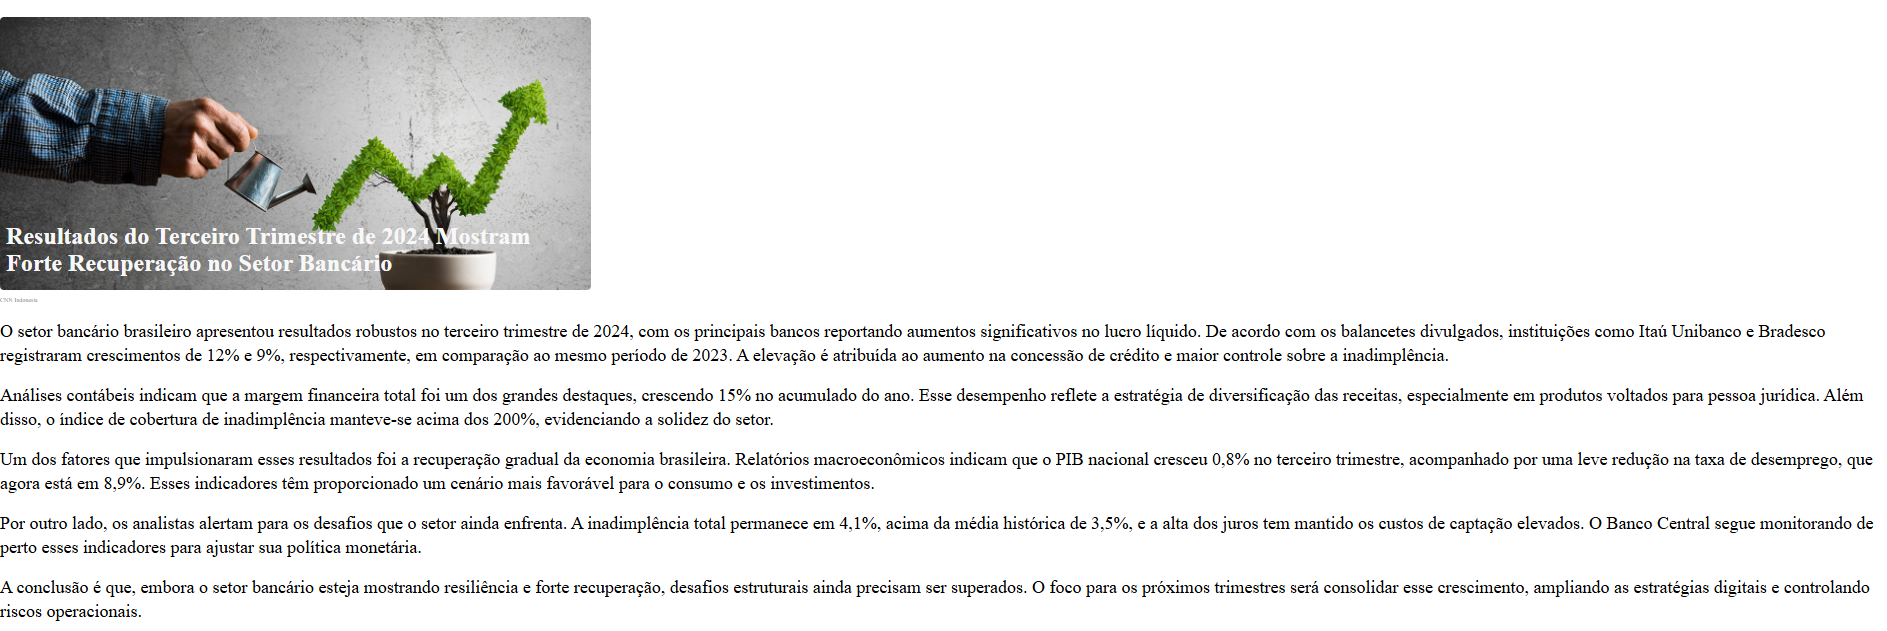 Resultados do Terceiro Trimestre de 2024 Mostram
Forte Recuperação no Setor Bancário
CNN Indonesia
O setor bancário brasileiro apresentou resultados robustos no terceiro trimestre de 2024, com os principais bancos reportando aumentos significativos no lucro líquido. De acordo com os balancetes divulgados, instituições como Itaú Unibanco e Bradesco
registraram crescimentos de 12% e 9%, respectivamente, em comparação ao mesmo período de 2023. A elevação é atribuída ao aumento na concessão de crédito e maior controle sobre a inadimplência.
Análises contábeis indicam que a margem financeira total foi um dos grandes destaques, crescendo 15% no acumulado do ano. Esse desempenho reflete a estratégia de diversificação das receitas, especialmente em produtos voltados para pessoa jurídica. Além
disso, o índice de cobertura de inadimplência manteve-se acima dos 200%, evidenciando a solidez do setor.
Um dos fatores que impulsionaram esses resultados foi a recuperação gradual da economia brasileira. Relatórios macroeconômicos indicam que o PIB nacional cresceu 0,8% no terceiro trimestre, acompanhado por uma leve redução na taxa de desemprego, que
agora está em 8,9%. Esses indicadores têm proporcionado um cenário mais favorável para o consumo e os investimentos.
Por outro lado, os analistas alertam para os desafios que o setor ainda enfrenta. A inadimplência total permanece em 4,1%, acima da média histórica de 3,5%, e a alta dos juros tem mantido os custos de captação elevados. O Banco Central segue monitorando de
perto esses indicadores para ajustar sua política monetária.
A conclusão é que, embora o setor bancário esteja mostrando resiliência e forte recuperação, desafios estruturais ainda precisam ser superados. O foco para os próximos trimestres será consolidar esse crescimento, ampliando as estratégias digitais e controlando
riscos operacionais.